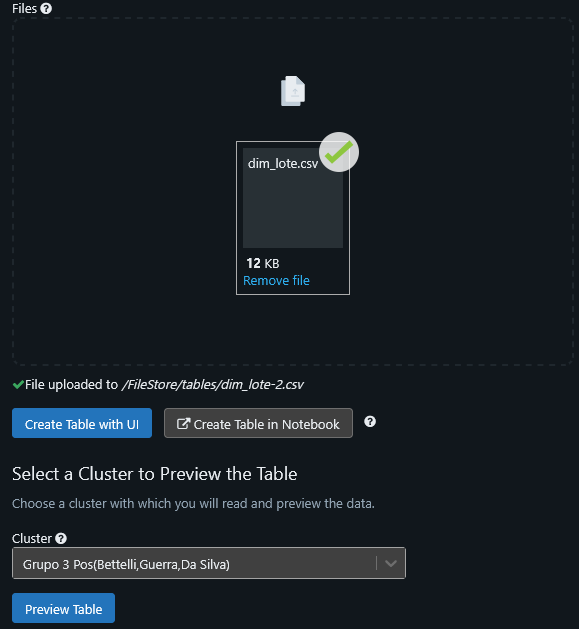 Files
dim_lote.csv
12 KB
Remove file
File uploaded to /FileStore/tables/dim_lote-2.csv
Create Table with UI
Create Table in Notebook
Select a Cluster to Preview the Table
Choose a cluster with which you will read and preview the data.
Cluster
Grupo 3 Pos(Bettelli,Guerra,Da Silva)
Preview Table